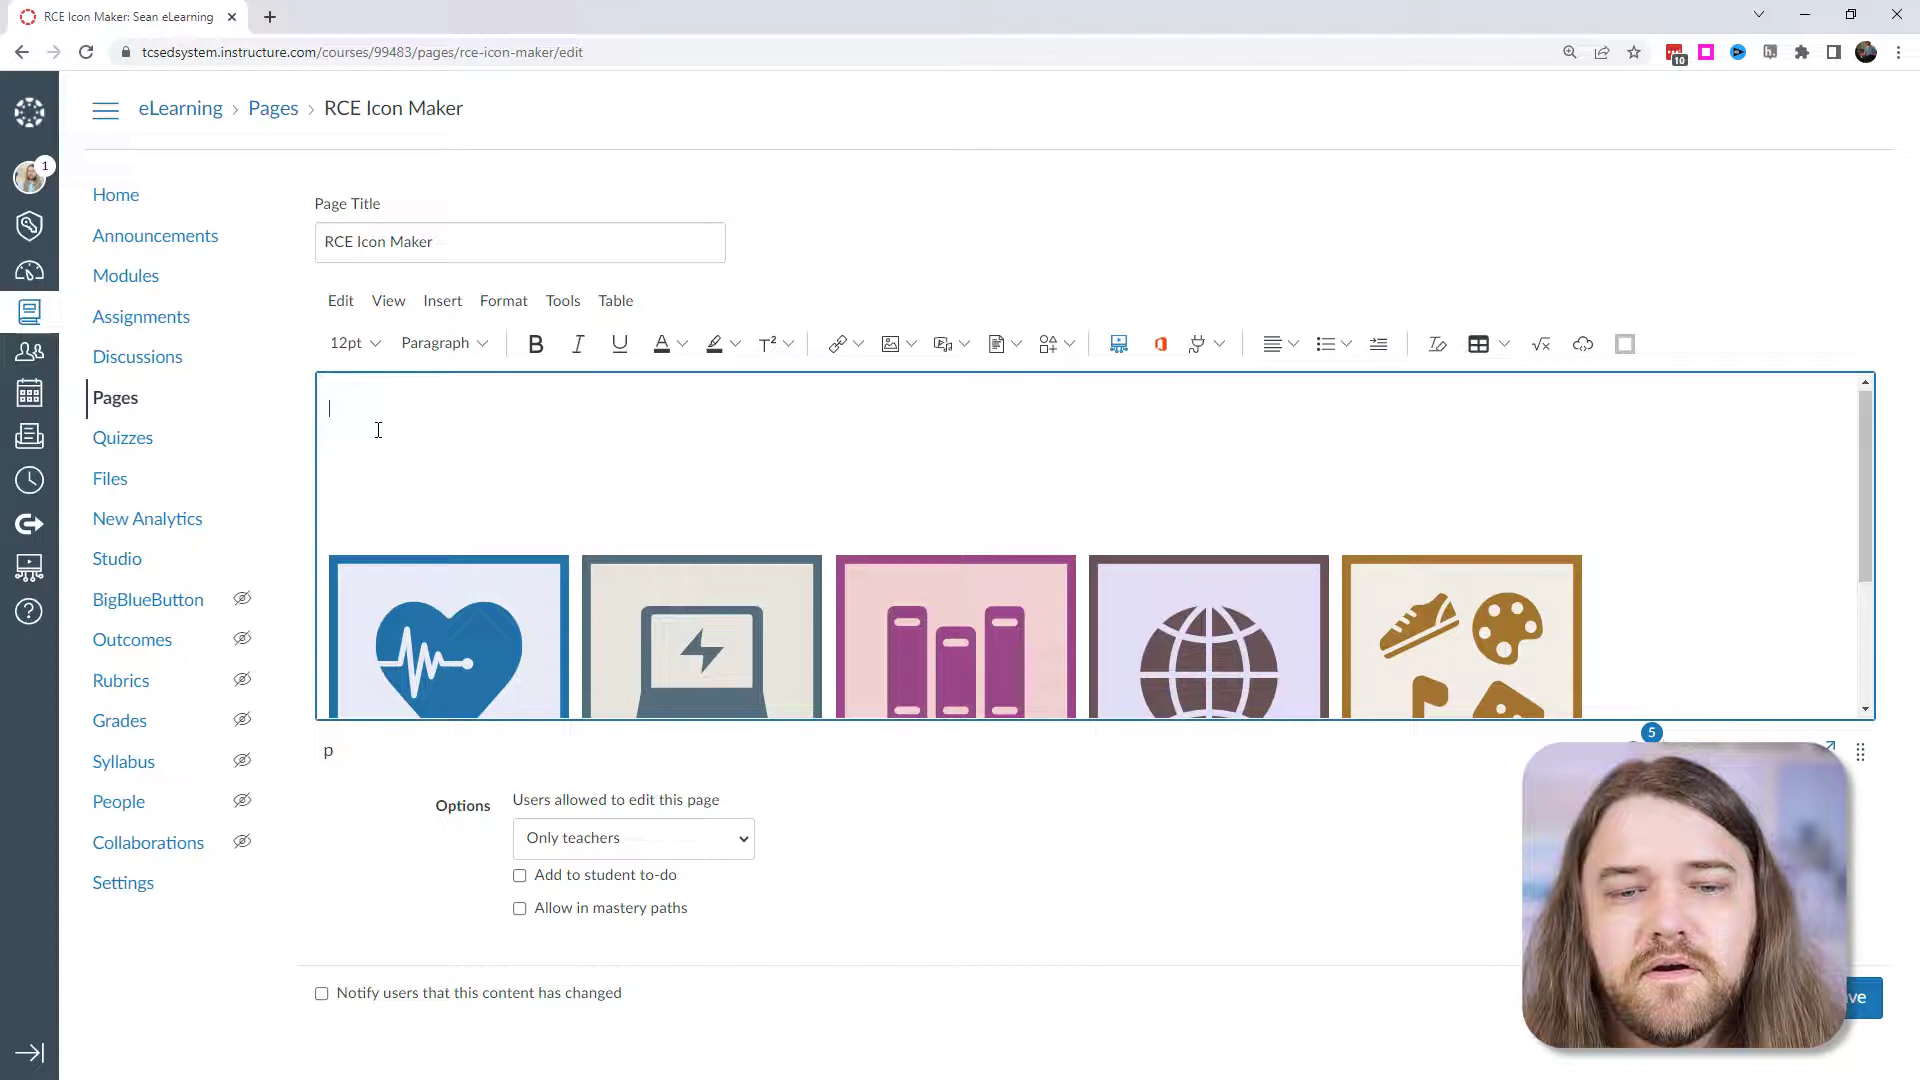 RCE Icon Maker: Sean eLearning
tcsedsystem.instructure.com/courses/99483/pages/rce-icon-maker/edit
10
1
eLearning › Pages › RCE Icon Maker
Home
Announcements
Modules
Assignments
Discussions
Pages
Quizzes
Files
New Analytics
Studio
BigBlueButton
Outcomes
Rubrics
Grades
Syllabus
People
Collaborations
Settings
Page Title
RCE Icon Maker
Edit View Insert Format Tools Table
12pt Paragraph B I U A T²
√x
p
5
Options
Users allowed to edit this page
Only teachers
Add to student to-do
Allow in mastery paths
Notify users that this content has changed
ve